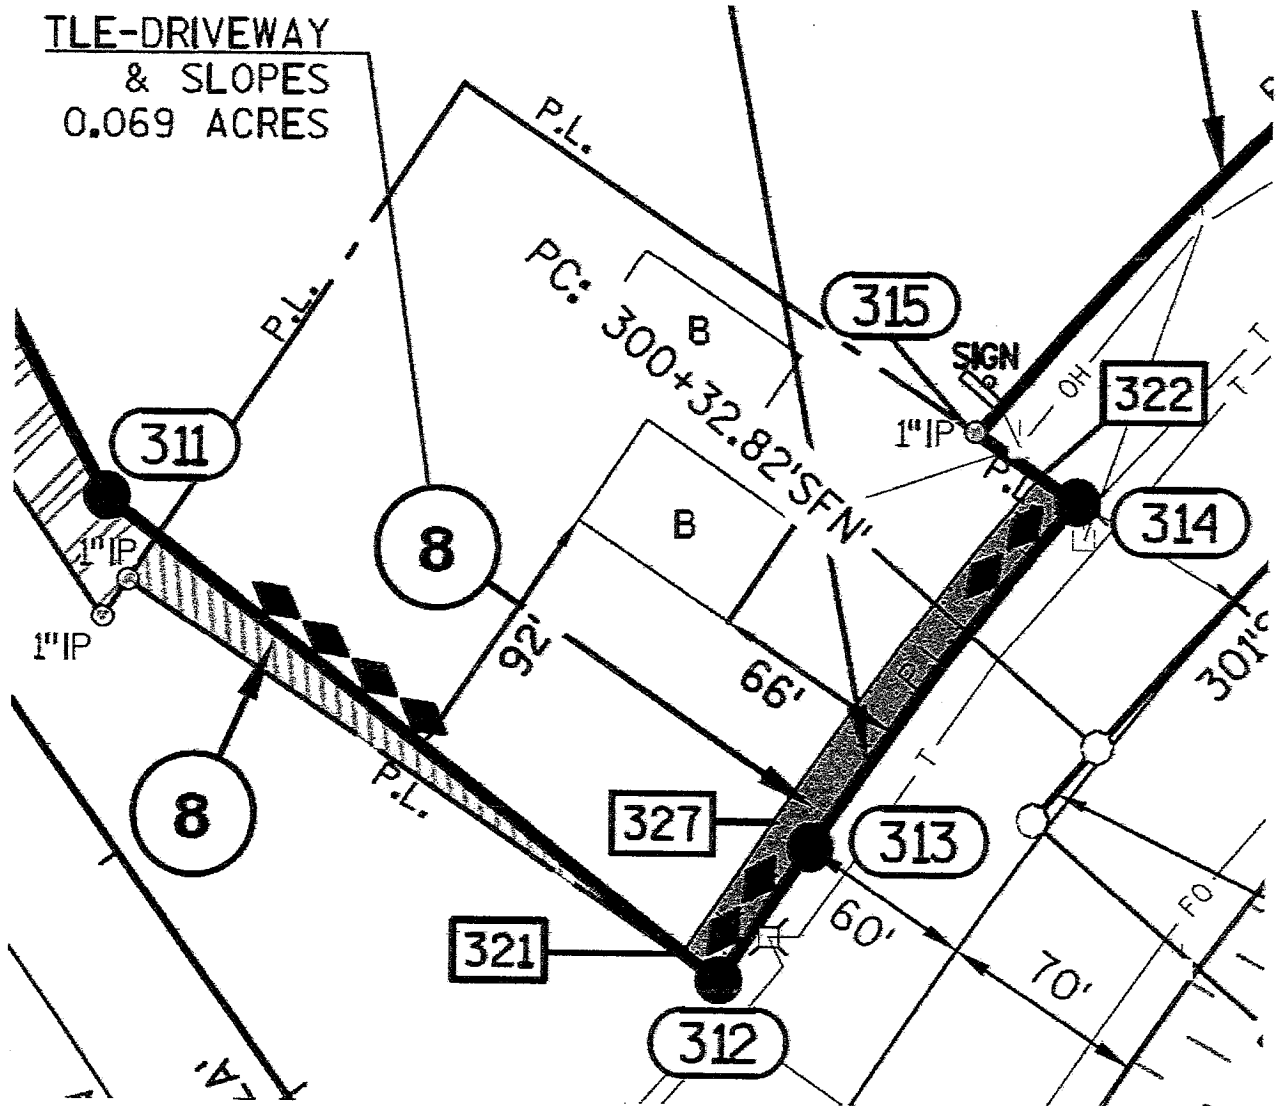 TLE-DRIVEWAY
& SLOPES
0.069 ACRES
P.L.
P.L.
PC: 300+32.82'SFN'
B
315
SIGN
OH
T
T
322
1"IP
P.L.
311
314
1"IP
8
B
1"IP
92'
66'
301'
T
P.L.
8
327
313
60'
FO
321
70'
312